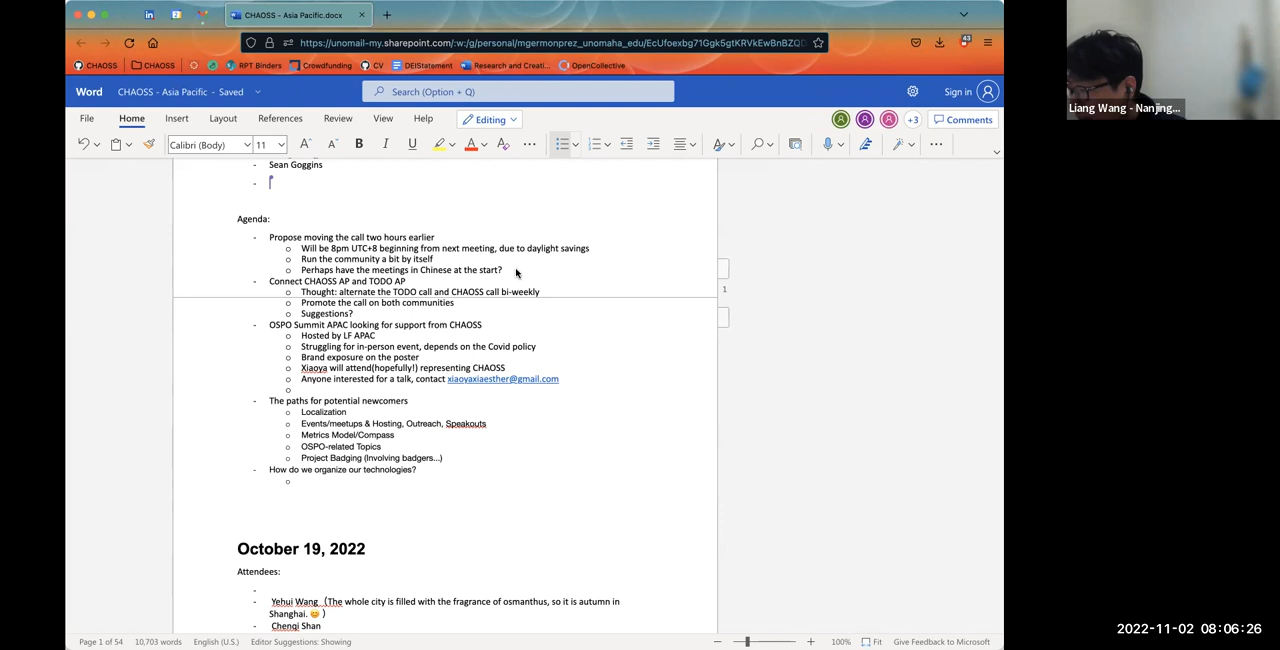 CHAOSS - Asia Pacific.docx
https://unomail-my.sharepoint.com/:w:/g/personal/mgermonprez_unomaha_edu/EcUfoexbg71Ggk5gtKRVkEwBnBZQD
43
CHAOSS CHAOSS RPT Binders Crowdfunding CV DEIStatement Research and Creati... OpenCollective
Word CHAOSS - Asia Pacific - Saved Search (Option + Q) Sign in
File Home Insert Layout References Review View Help Editing +3 Comments
Calibri (Body) 11 A A B I U A
- Sean Goggins
-
Agenda:
- Propose moving the call two hours earlier
o Will be 8pm UTC+8 beginning from next meeting, due to daylight savings
o Run the community a bit by itself
o Perhaps have the meetings in Chinese at the start?
- Connect CHAOSS AP and TODO AP
o Thought: alternate the TODO call and CHAOSS call bi-weekly
1
o Promote the call on both communities
o Suggestions?
- OSPO Summit APAC looking for support from CHAOSS
o Hosted by LF APAC
o Struggling for in-person event, depends on the Covid policy
o Brand exposure on the poster
o Xiaoya will attend(hopefully!) representing CHAOSS
o Anyone interested for a talk, contact xiaoyaxiaesther@gmail.com
o
- The paths for potential newcomers
o Localization
o Events/meetups & Hosting, Outreach, Speakouts
o Metrics Model/Compass
o OSPO-related Topics
o Project Badging (Involving badgers...)
- How do we organize our technologies?
o
October 19, 2022
Attendees:
-
- Yehui Wang （The whole city is filled with the fragrance of osmanthus, so it is autumn in
Shanghai. 😊 ）
- Chenqi Shan
Page 1 of 54 10,703 words English (U.S.) Editor Suggestions: Showing 100% Fit Give Feedback to Microsoft
Liang Wang - Nanjing...
2022-11-02 08:06:26